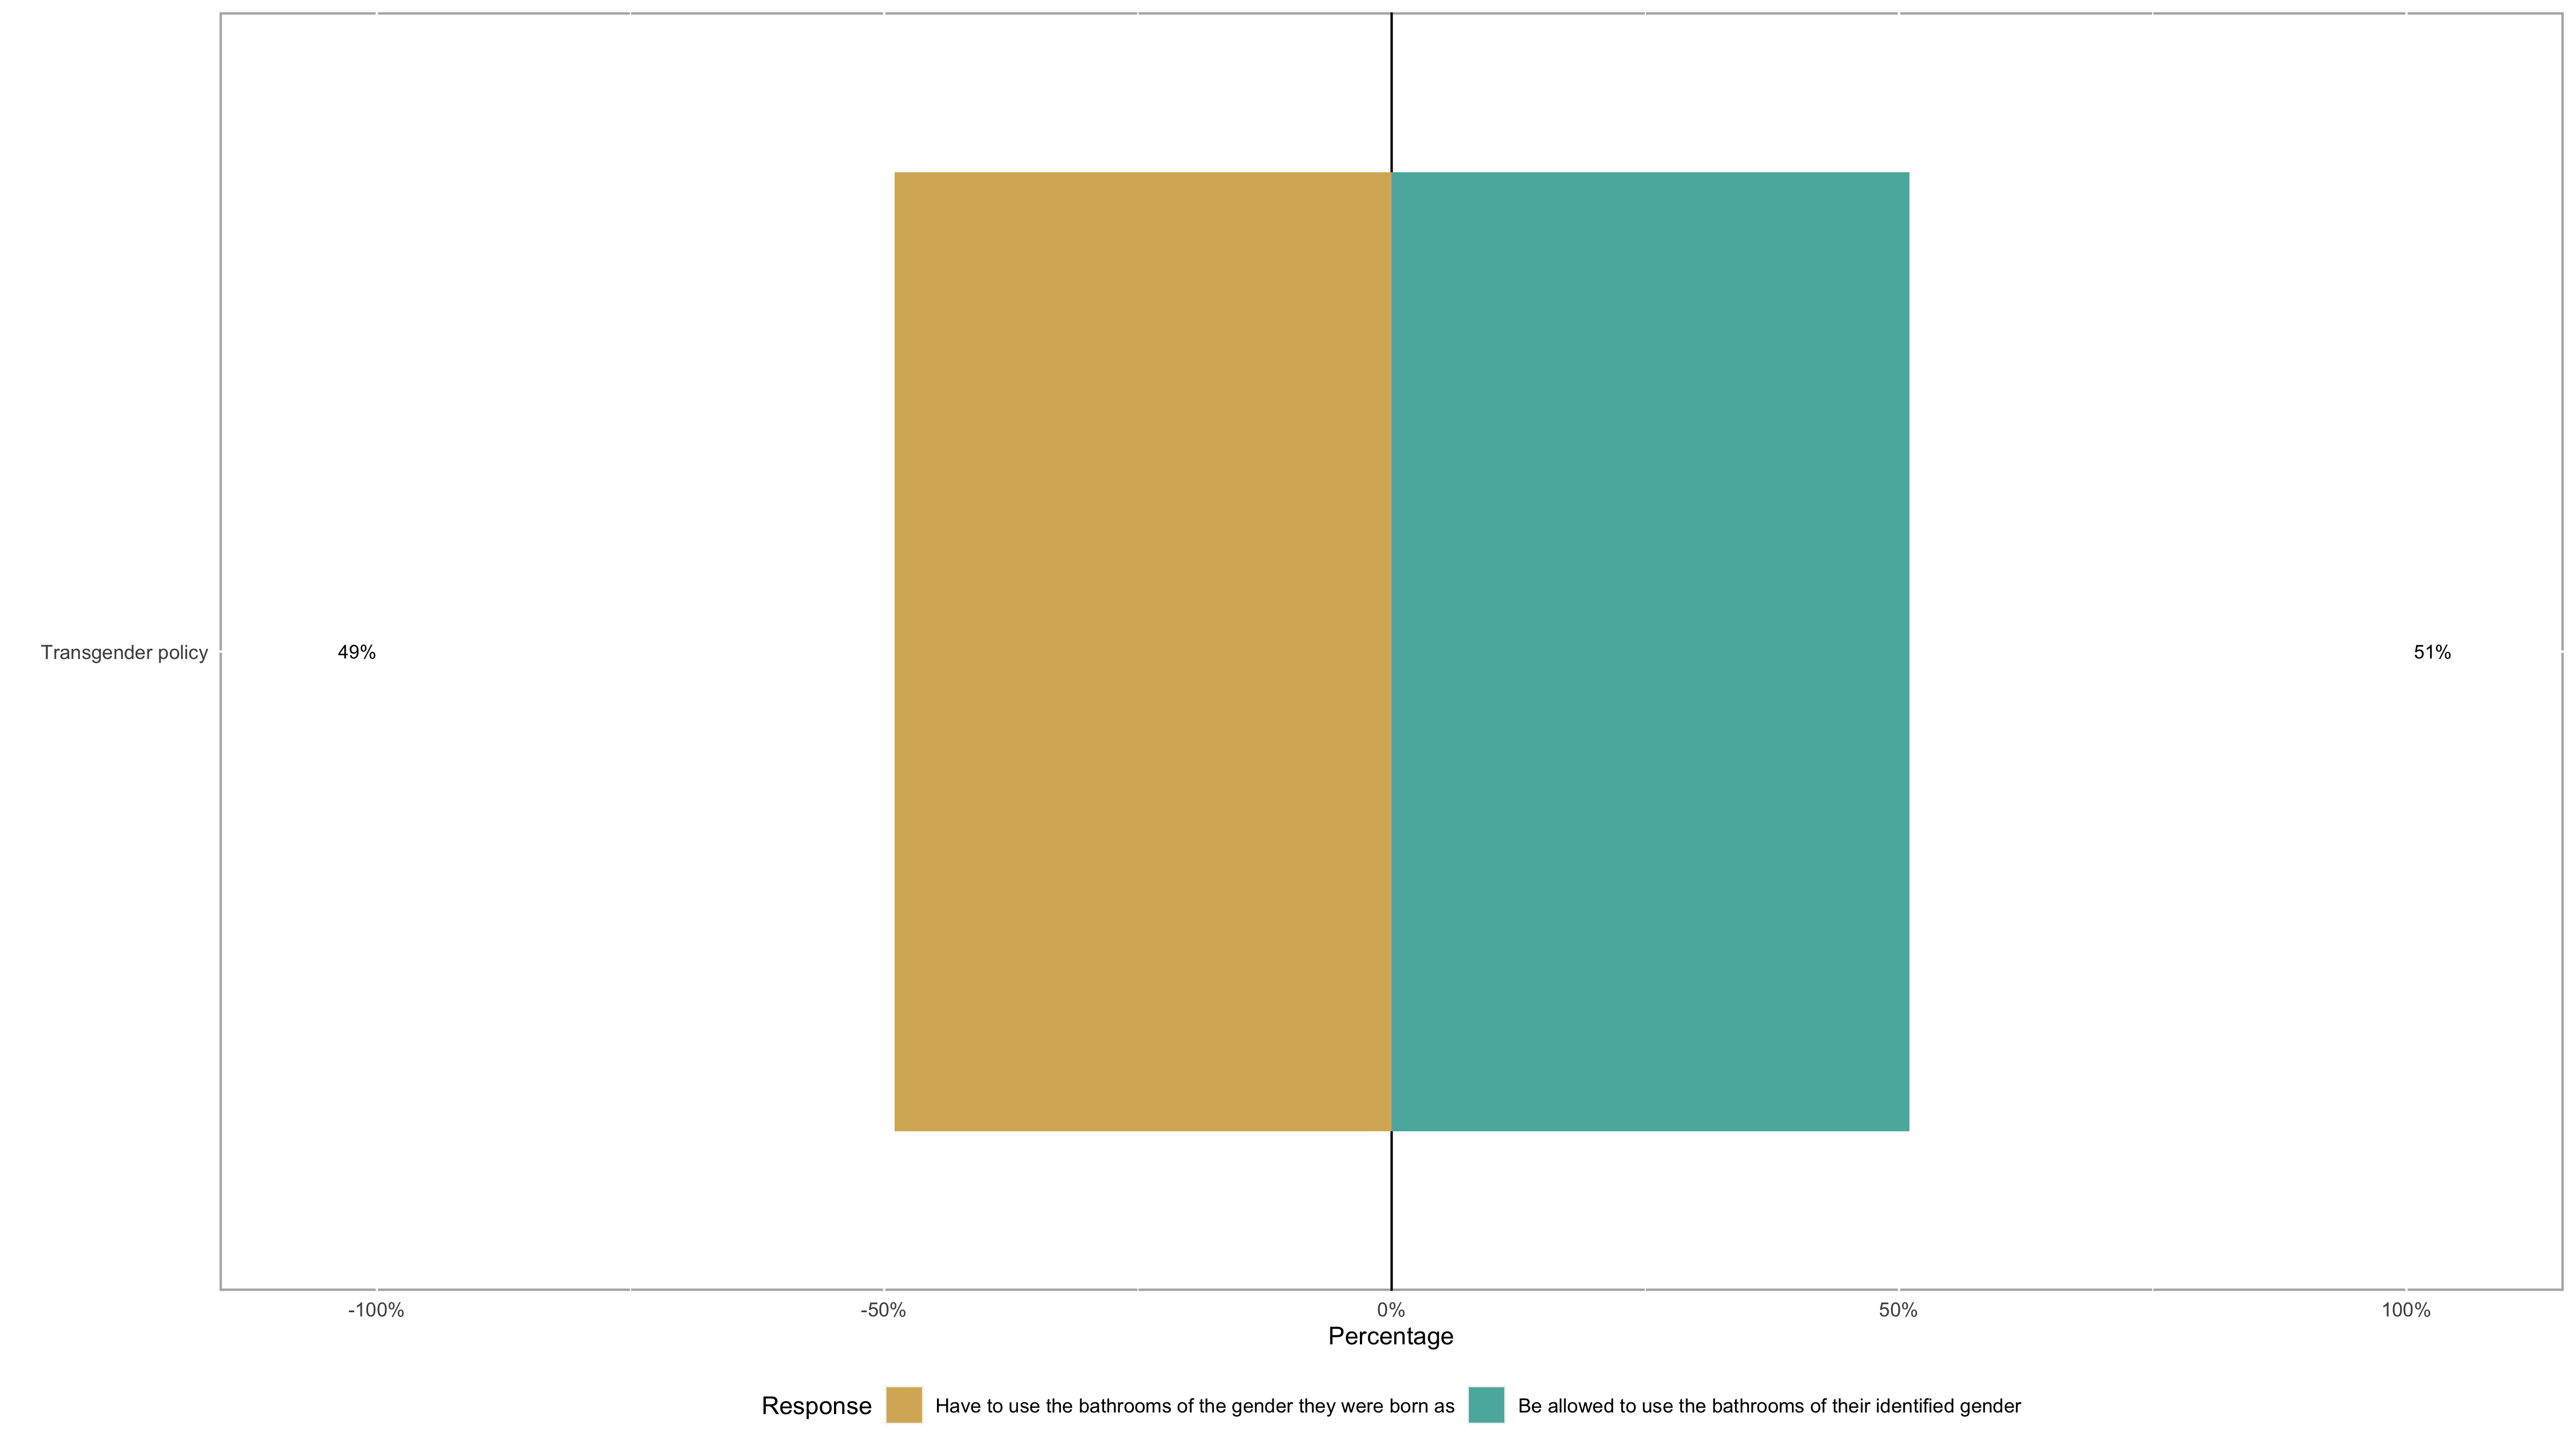 Transgender policy 49% 51%
-100% -50% 0% 50% 100%
Percentage
Response Have to use the bathrooms of the gender they were born as Be allowed to use the bathrooms of their identified gender